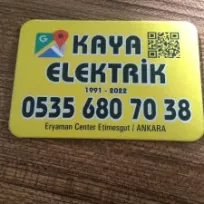 G
KAYA
ELEKTRİK
1991 - 2022
0535 680 70 38
Eryaman Center Etimesgut / ANKARA